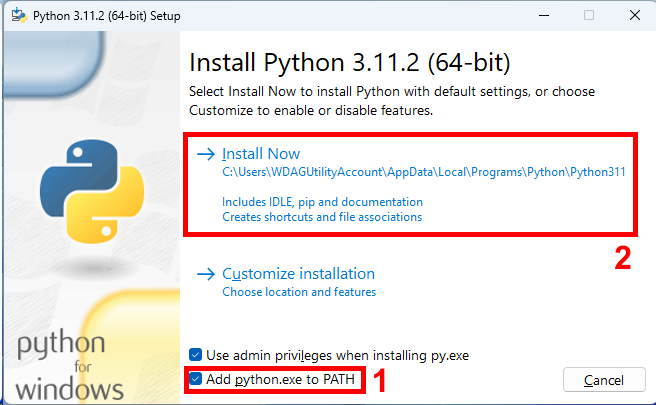 Python 3.11.2 (64-bit) Setup
Install Python 3.11.2 (64-bit)
Select Install Now to install Python with default settings, or choose
Customize to enable or disable features.
Install Now
C:\Users\WDAGUtilityAccount\AppData\Local\Programs\Python\Python311
Includes IDLE, pip and documentation
Creates shortcuts and file associations
2
Customize installation
Choose location and features
python
for
windows
Use admin privileges when installing py.exe
Add python.exe to PATH
1
Cancel